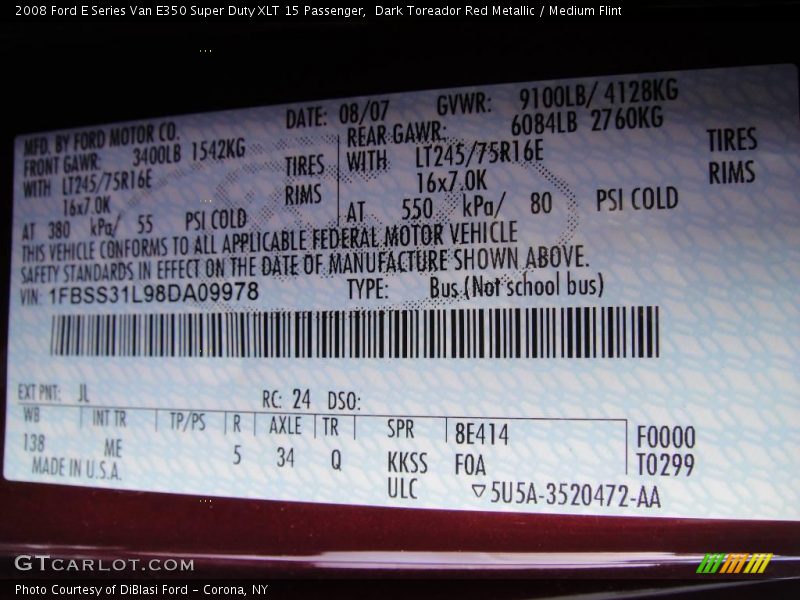 2008 Ford E Series Van E350 Super Duty XLT 15 Passenger,  Dark Toreador Red Metallic / Medium Flint
MFD. BY FORD MOTOR CO.
DATE: 08/07 GVWR: 9100LB/ 4128KG
FRONT GAWR: 3400LB 1542KG
REAR GAWR: 6084LB 2760KG
WITH LT245/75R16E TIRES
WITH LT245/75R16E TIRES
16x7.0K RIMS
16x7.0K RIMS
AT 380 kPa/ 55 PSI COLD
AT 550 kPa/ 80 PSI COLD
THIS VEHICLE CONFORMS TO ALL APPLICABLE FEDERAL MOTOR VEHICLE
SAFETY STANDARDS IN EFFECT ON THE DATE OF MANUFACTURE SHOWN ABOVE.
VIN: 1FBSS31L98DA09978 TYPE: Bus (Not school bus)
EXT PNT: JL RC: 24 DSO:
WB INT TR TP/PS R AXLE TR SPR 8E414 F0000
138 ME 5 34 Q KKSS F0A T0299
MADE IN U.S.A. ULC ▽5U5A-3520472-AA
GTCARLOT.COM
Photo Courtesy of DiBlasi Ford - Corona, NY